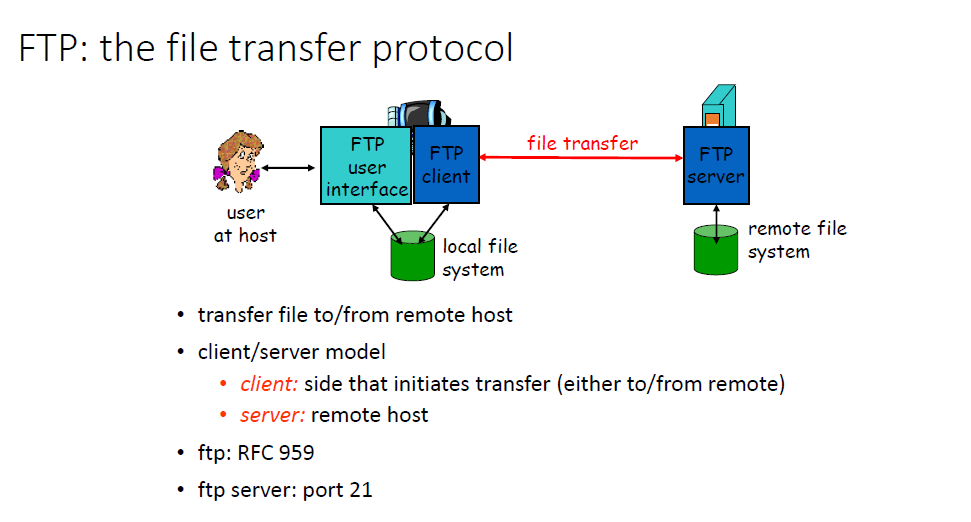 FTP: the file transfer protocol
FTP
user
interface
FTP
client
file transfer
FTP
server
user
at host
local file
system
remote file
system
• transfer file to/from remote host
• client/server model
• client: side that initiates transfer (either to/from remote)
• server: remote host
• ftp: RFC 959
• ftp server: port 21